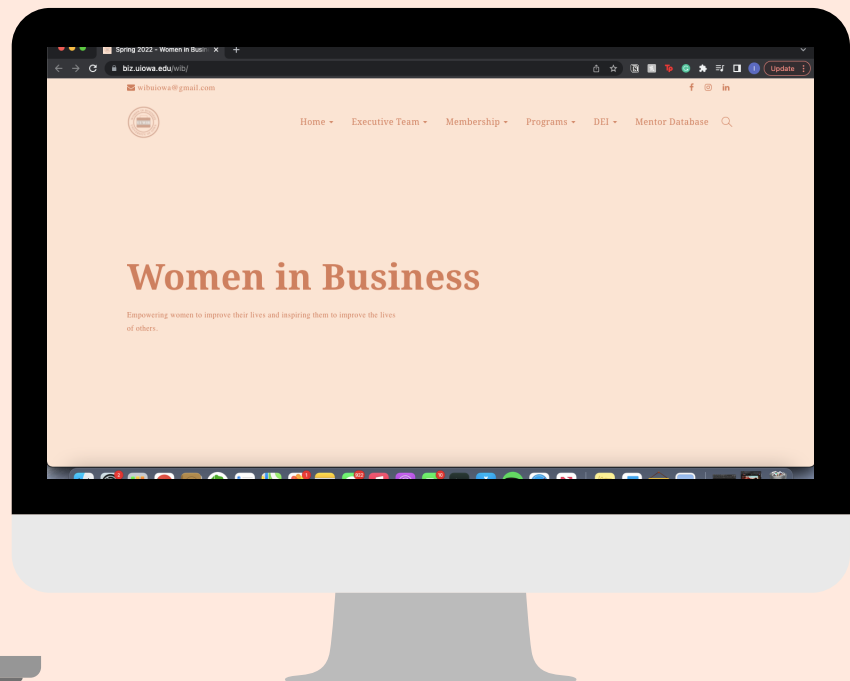 Spring 2022 - Women in Busin
biz.uiowa.edu/wib/
Tp
Update
wibuiowa@gmail.com
Home
Executive Team
Membership
Programs
DEI
Mentor Database
Women in Business
Empowering women to improve their lives and inspiring them to improve the lives
of others.